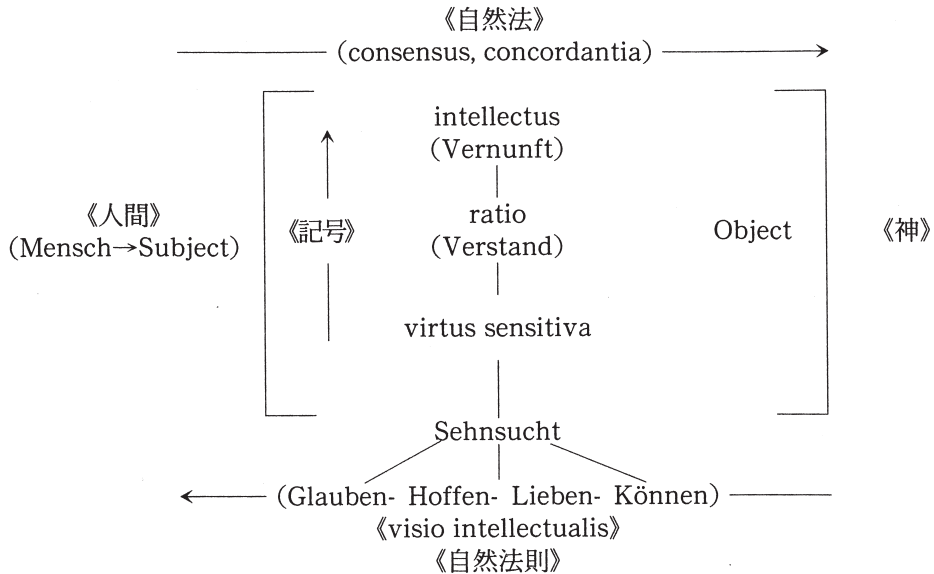 《自然法》
(consensus, concordantia)
intellectus
(Vernunft)
《人間》
(Mensch→Subject)
《記号》
ratio
(Verstand)
Object
《神》
virtus sensitiva
Sehnsucht
(Glauben- Hoffen- Lieben- Können)
《visio intellectualis》
《自然法則》